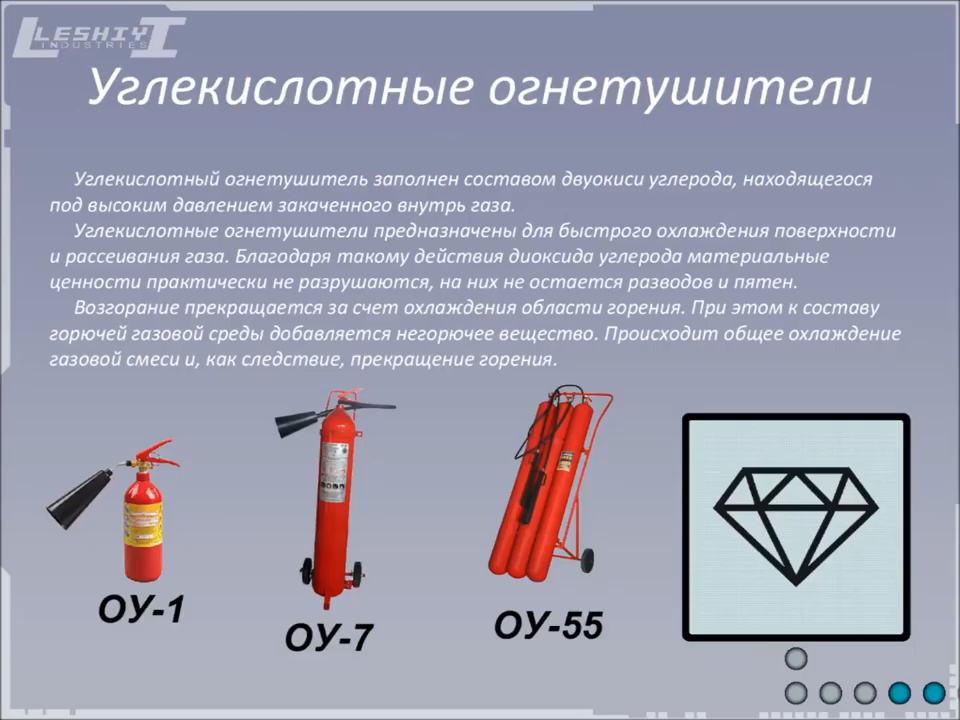 LESHIY
INDUSTRIES
Углекислотные огнетушители
Углекислотный огнетушитель заполнен составом двуокиси углерода, находящегося
под высоким давлением закаченного внутрь газа.
Углекислотные огнетушители предназначены для быстрого охлаждения поверхности
и рассеивания газа. Благодаря такому действия диоксида углерода материальные
ценности практически не разрушаются, на них не остается разводов и пятен.
Возгорание прекращается за счет охлаждения области горения. При этом к составу
горючей газовой среды добавляется негорючее вещество. Происходит общее охлаждение
газовой смеси и, как следствие, прекращение горения.
ОУ-1
ОУ-7
ОУ-55